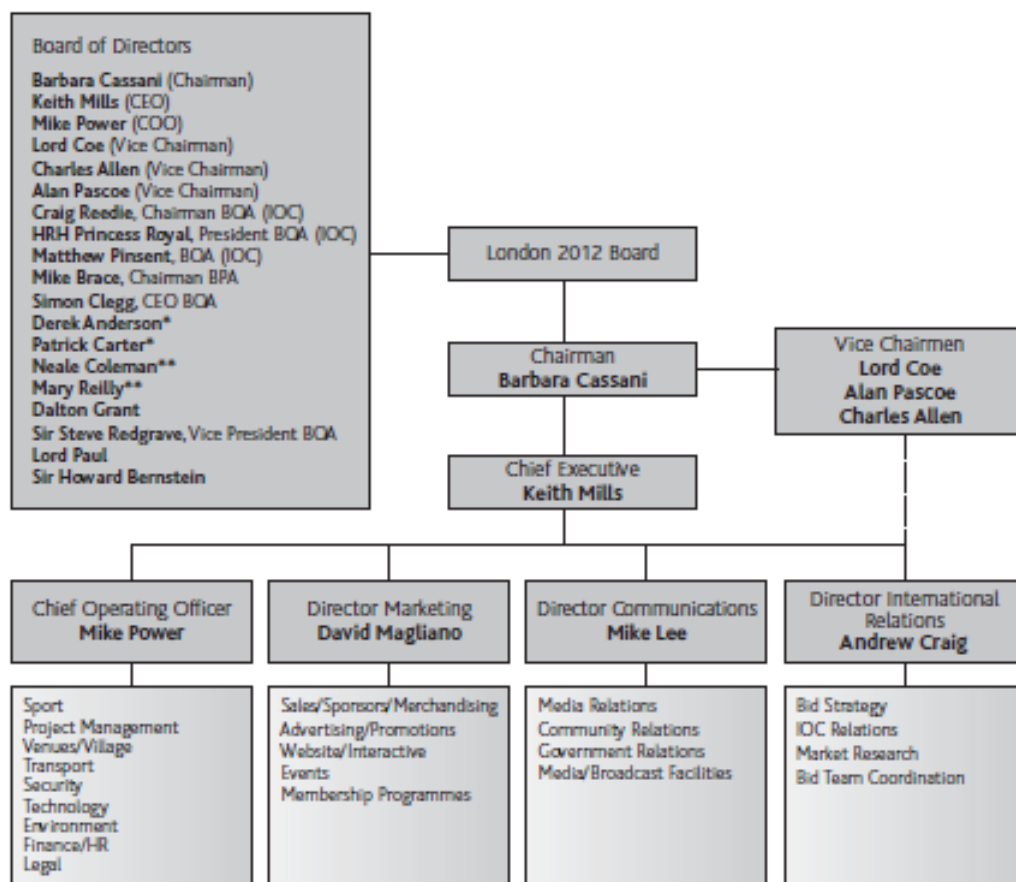 Board of Directors
Barbara Cassani (Chairman)
Keith Mills (CEO)
Mike Power (COO)
Lord Coe (Vice Chairman)
Charles Allen (Vice Chairman)
Alan Pascoe (Vice Chairman)
Craig Reedie, Chairman BOA (IOC)
HRH Princess Royal, President BOA (IOC)
Matthew Pinsent, BOA (IOC)
Mike Brace, Chairman BPA
Simon Clegg, CEO BOA
Derek Anderson*
Patrick Carter*
Neale Coleman**
Mary Reilly**
Dalton Grant
Sir Steve Redgrave, Vice President BOA
Lord Paul
Sir Howard Bernstein
London 2012 Board
Chairman
Barbara Cassani
Vice Chairmen
Lord Coe
Alan Pascoe
Charles Allen
Chief Executive
Keith Mills
Chief Operating Officer
Mike Power
Director Marketing
David Magliano
Director Communications
Mike Lee
Director International
Relations
Andrew Craig
Sport
Project Management
Venues/Village
Transport
Security
Technology
Environment
Finance/HR
Legal
Sales/Sponsors/Merchandising
Advertising/Promotions
Website/Interactive
Events
Membership Programmes
Media Relations
Community Relations
Government Relations
Media/Broadcast Facilities
Bid Strategy
IOC Relations
Market Research
Bid Team Coordination